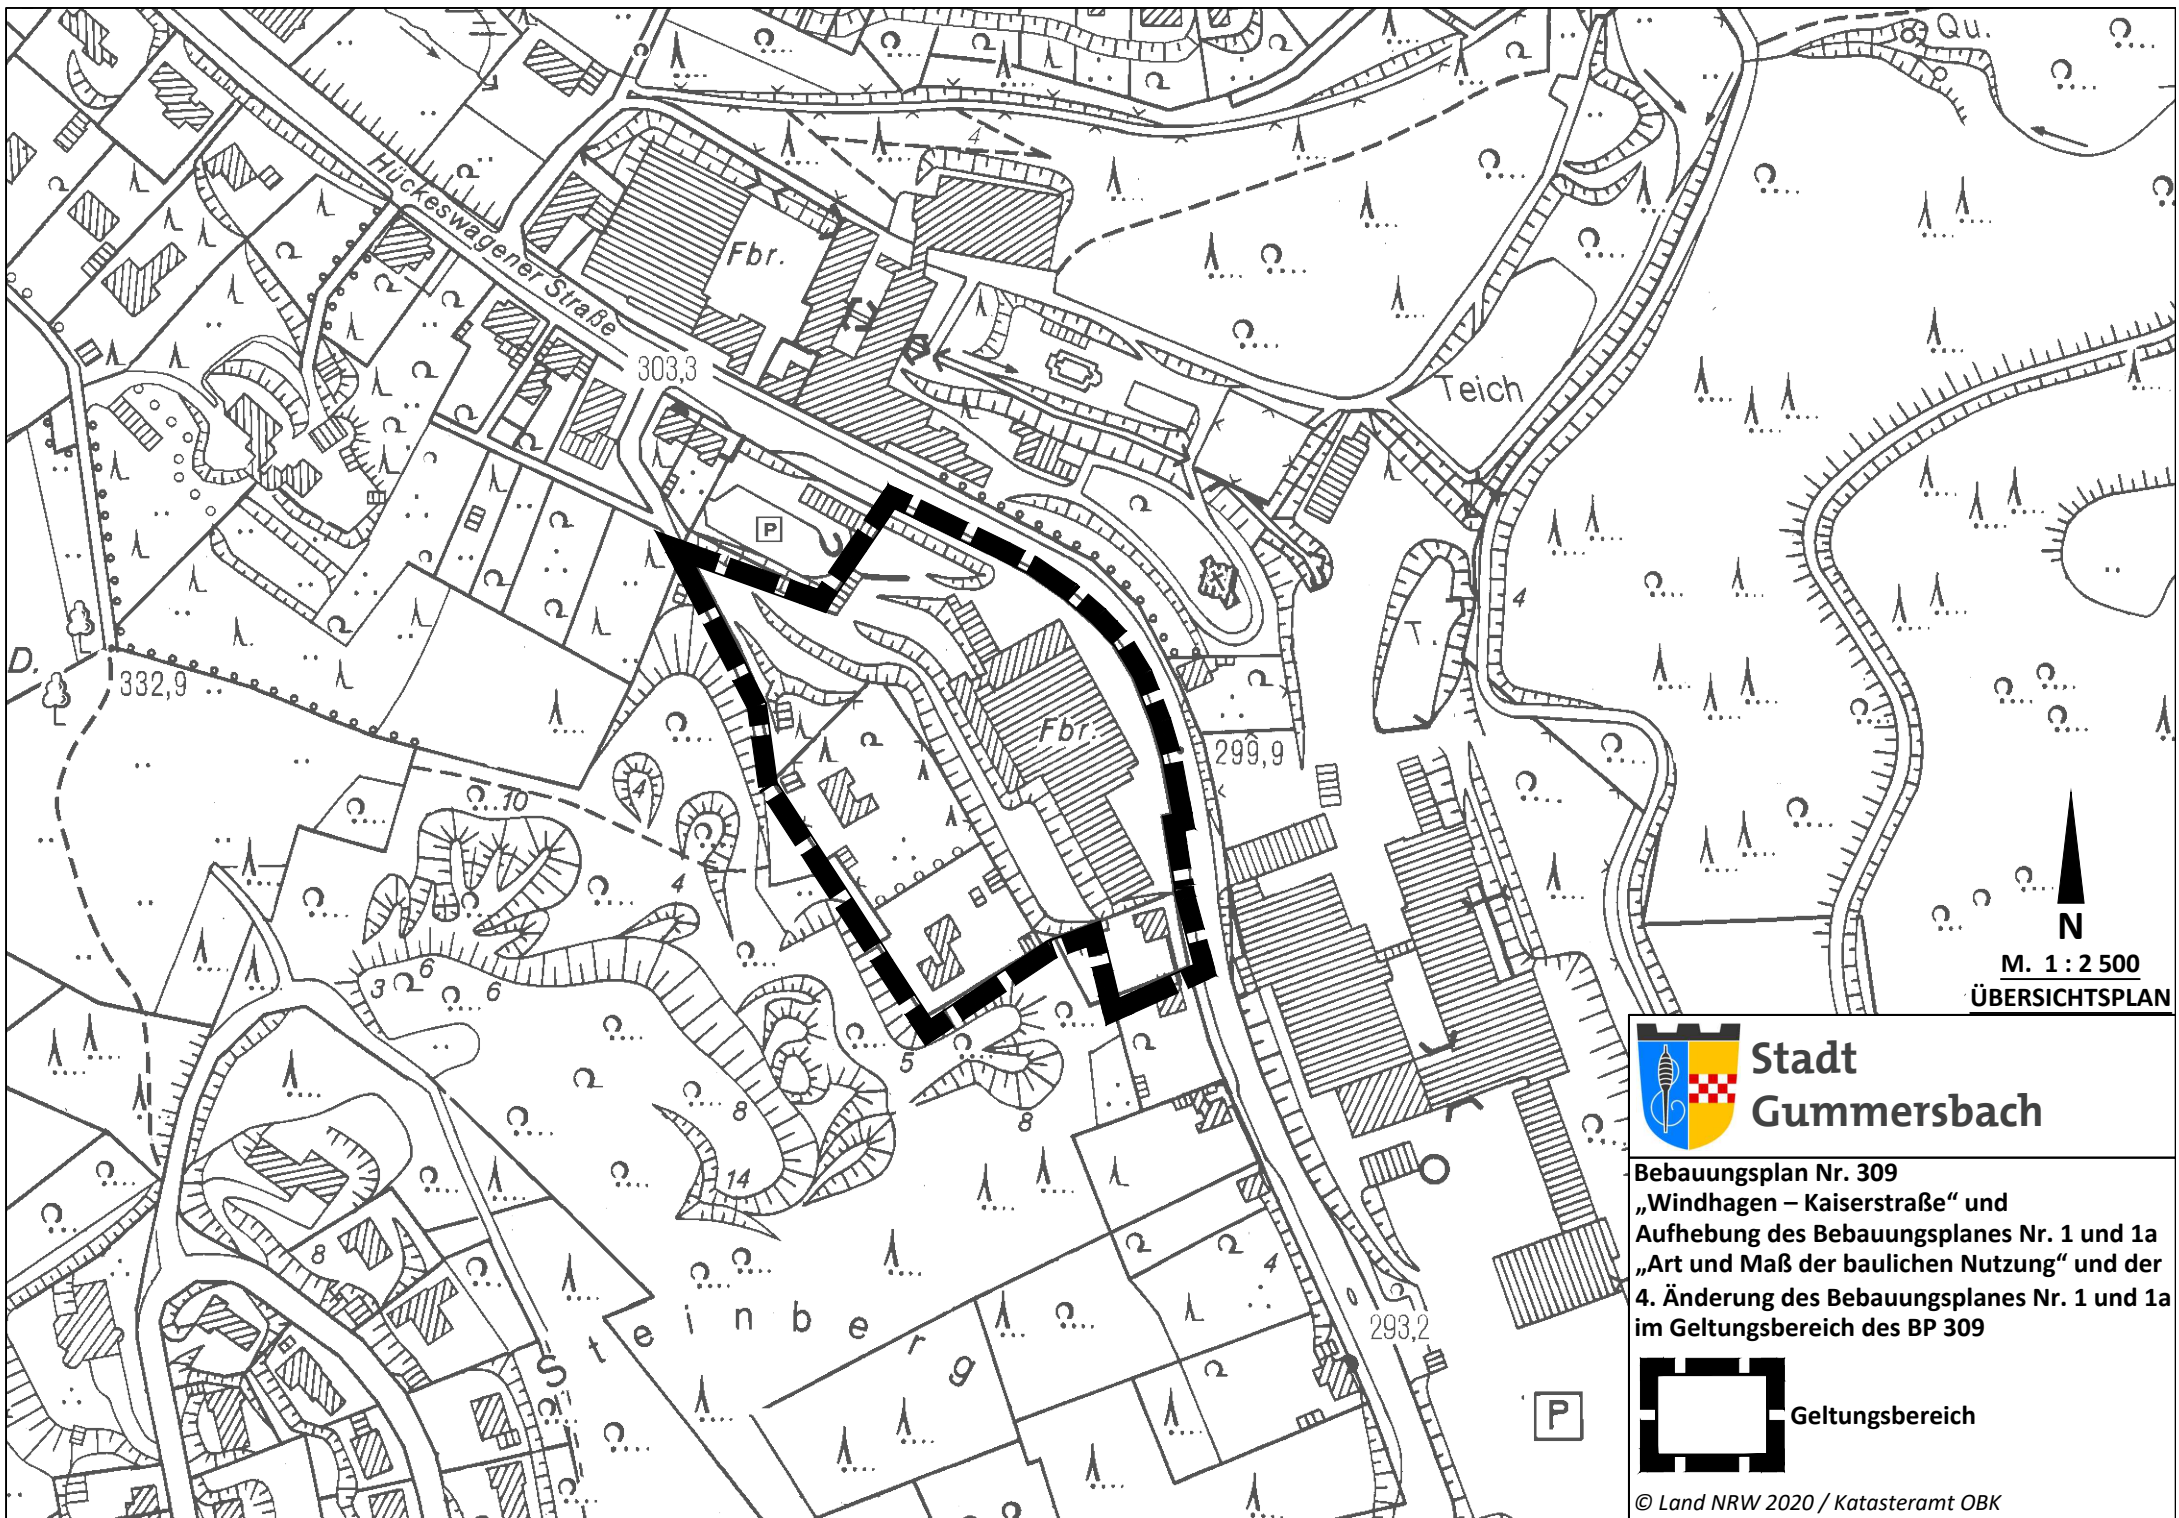 Qu.
4
Hückeswagener Straße
Fbr.
303,3
Teich
P
4
T.
D.
332,9
Fbr.
299,9
4
10
4
N
M. 1 : 2 500
ÜBERSICHTSPLAN
6
3
6
5
8
8
14
8
4
Steinberg
293,2
P
Stadt
Gummersbach
Bebauungsplan Nr. 309
„Windhagen – Kaiserstraße“ und
Aufhebung des Bebauungsplanes Nr. 1 und 1a
„Art und Maß der baulichen Nutzung“ und der
4. Änderung des Bebauungsplanes Nr. 1 und 1a
im Geltungsbereich des BP 309
Geltungsbereich
© Land NRW 2020 / Katasteramt OBK